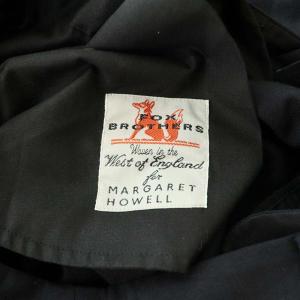 FOX
BROTHERS
Woven in the
West of England
for
MARGARET
HOWELL